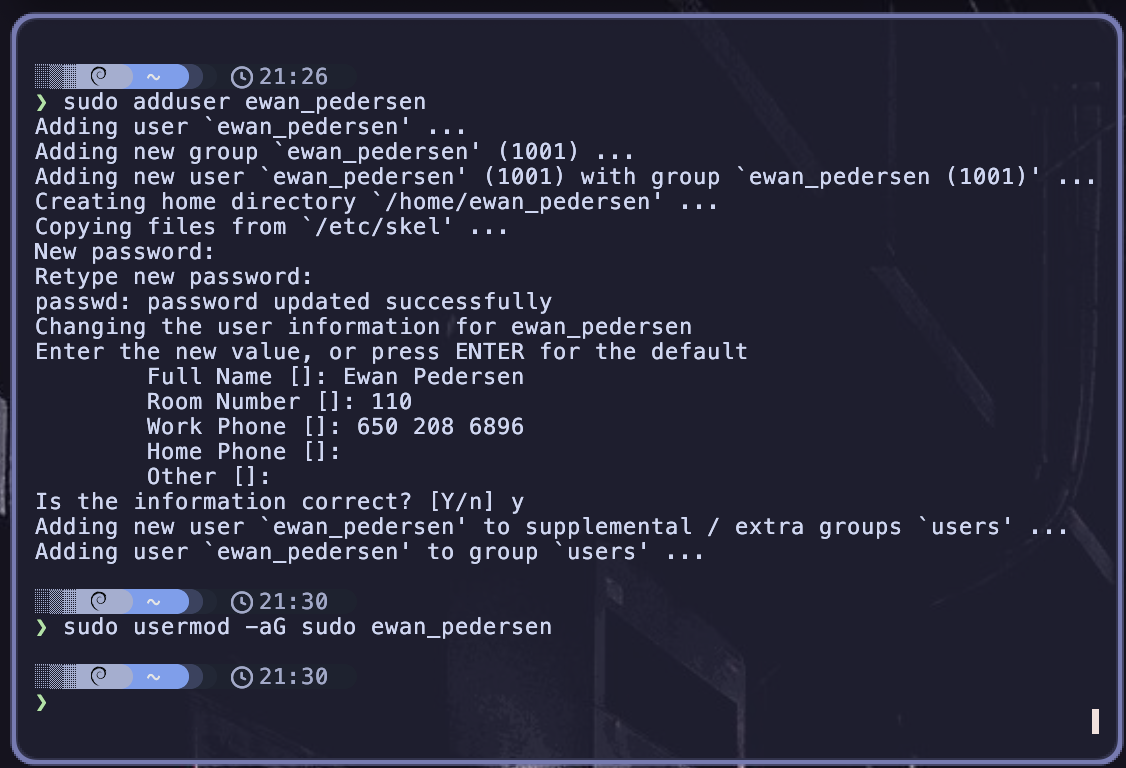 ~ 21:26
❯ sudo adduser ewan_pedersen
Adding user `ewan_pedersen' ...
Adding new group `ewan_pedersen' (1001) ...
Adding new user `ewan_pedersen' (1001) with group `ewan_pedersen (1001)' ...
Creating home directory `/home/ewan_pedersen' ...
Copying files from `/etc/skel' ...
New password:
Retype new password:
passwd: password updated successfully
Changing the user information for ewan_pedersen
Enter the new value, or press ENTER for the default
Full Name []: Ewan Pedersen
Room Number []: 110
Work Phone []: 650 208 6896
Home Phone []:
Other []:
Is the information correct? [Y/n] y
Adding new user `ewan_pedersen' to supplemental / extra groups `users' ...
Adding user `ewan_pedersen' to group `users' ...
~ 21:30
❯ sudo usermod -aG sudo ewan_pedersen
~ 21:30
❯